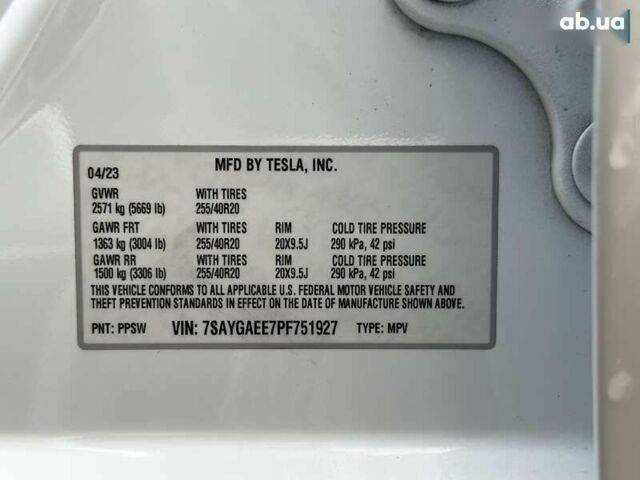 ab.ua
04/23 MFD BY TESLA, INC.
GVWR WITH TIRES
2571 kg (5669 lb) 255/40R20
GAWR FRT WITH TIRES RIM COLD TIRE PRESSURE
1363 kg (3004 lb) 255/40R20 20X9.5J 290 kPa, 42 psi
GAWR RR WITH TIRES RIM COLD TIRE PRESSURE
1500 kg (3306 lb) 255/40R20 20X9.5J 290 kPa, 42 psi
THIS VEHICLE CONFORMS TO ALL APPLICABLE U.S. FEDERAL MOTOR VEHICLE SAFETY AND
THEFT PREVENTION STANDARDS IN EFFECT ON THE DATE OF MANUFACTURE SHOWN ABOVE.
PNT: PPSW VIN: 7SAYGAEE7PF751927 TYPE: MPV